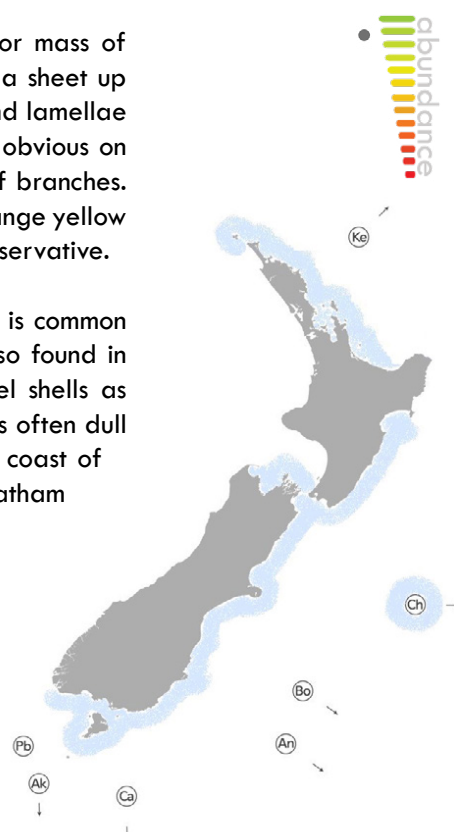 or mass of
a sheet up
nd lamellae
obvious on
f branches.
nge yellow
servative.
is common
so found in
el shells as
s often dull
coast of
atham
abundance
Ke
Ch
Bo
An
Pb
Ak
Ca